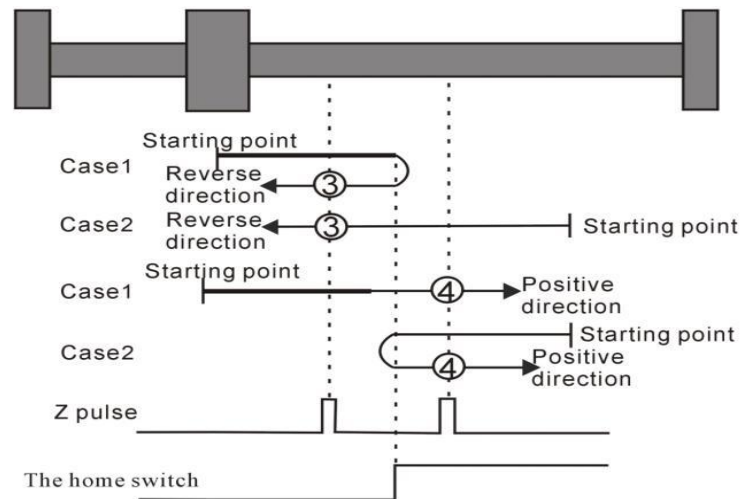 Starting point
Case1
Reverse
direction
③
Case2
Reverse
direction
③
Starting point
Starting point
Case1
④
Positive
direction
Starting point
Case2
④
Positive
direction
Z pulse
The home switch